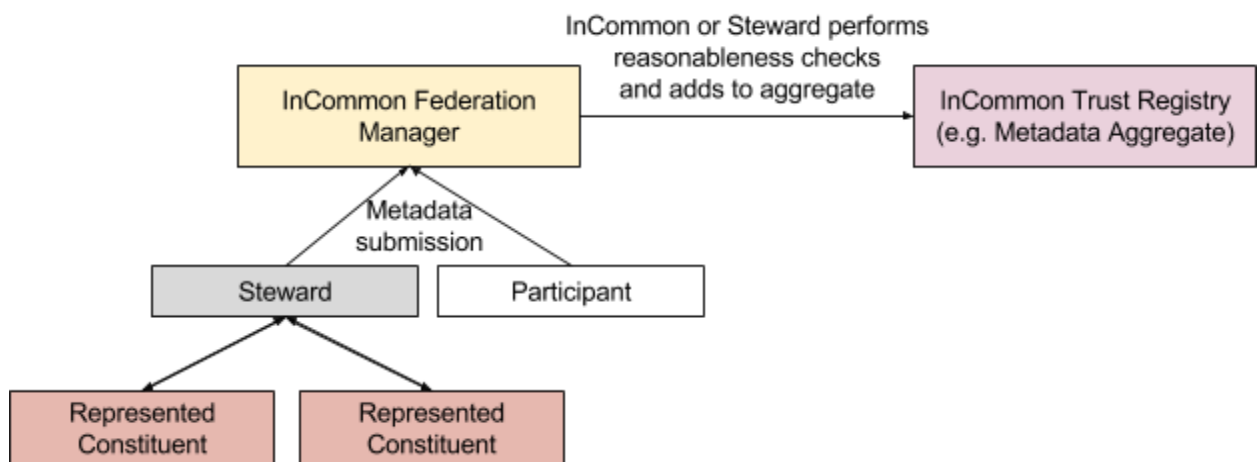 InCommon or Steward performs
reasonableness checks
and adds to aggregate
InCommon Federation
Manager
InCommon Trust Registry
(e.g. Metadata Aggregate)
Metadata
submission
Steward
Participant
Represented
Constituent
Represented
Constituent